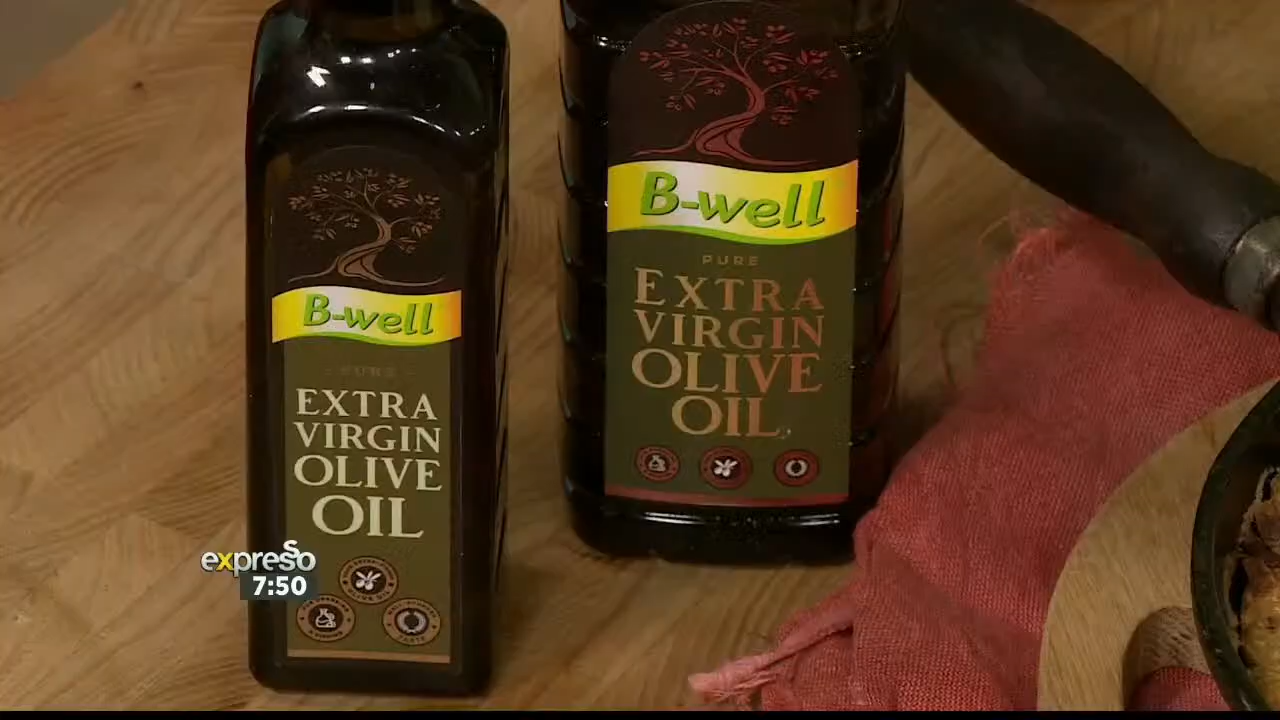 B-well
PURE
EXTRA
VIRGIN
OLIVE
OIL
B-well
PURE
EXTRA
VIRGIN
OLIVE
OIL
expresso
7:50